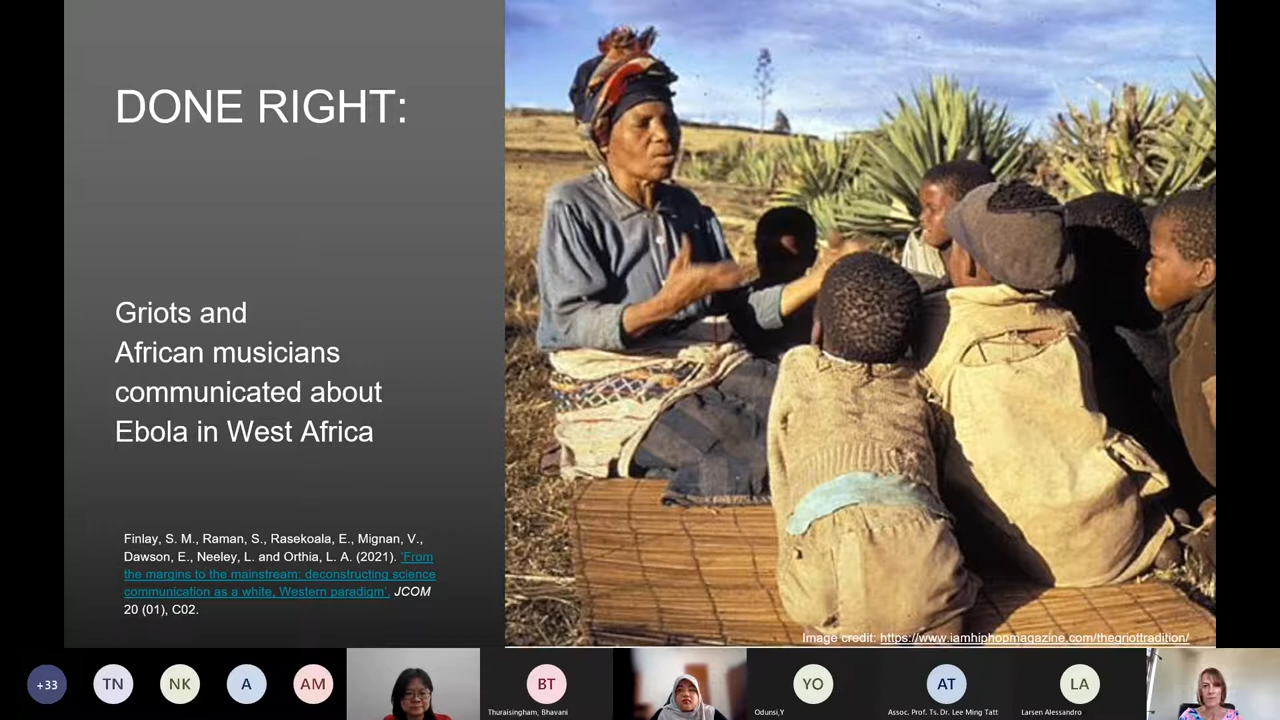 DONE RIGHT:
Griots and
African musicians
communicated about
Ebola in West Africa
Finlay, S. M., Raman, S., Rasekoala, E., Mignan, V.,
Dawson, E., Neeley, L. and Orthia, L. A. (2021). 'From
the margins to the mainstream: deconstructing science
communication as a white, Western paradigm'. JCOM
20 (01), C02.
Image credit: https://www.iamhiphopmagazine.com/thegriottradition/
+33
TN
NK
A
AM
BT
Thuraisingham, Bhavani
YO
Odunsi,Y
AT
Assoc. Prof. Ts. Dr. Lee Ming Tatt
LA
Larsen Alessandro